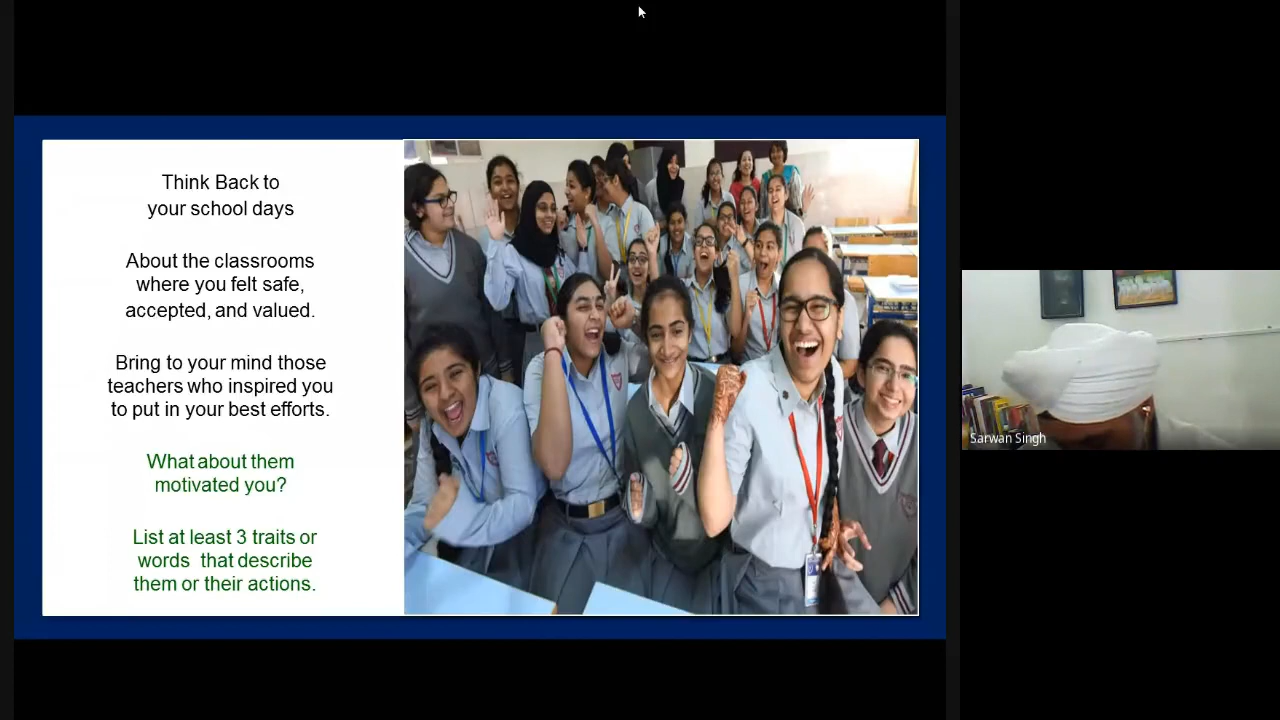 Think Back to
your school days
About the classrooms
where you felt safe,
accepted, and valued.
Bring to your mind those
teachers who inspired you
to put in your best efforts.
What about them
motivated you?
List at least 3 traits or
words that describe
them or their actions.
Sarwan Singh